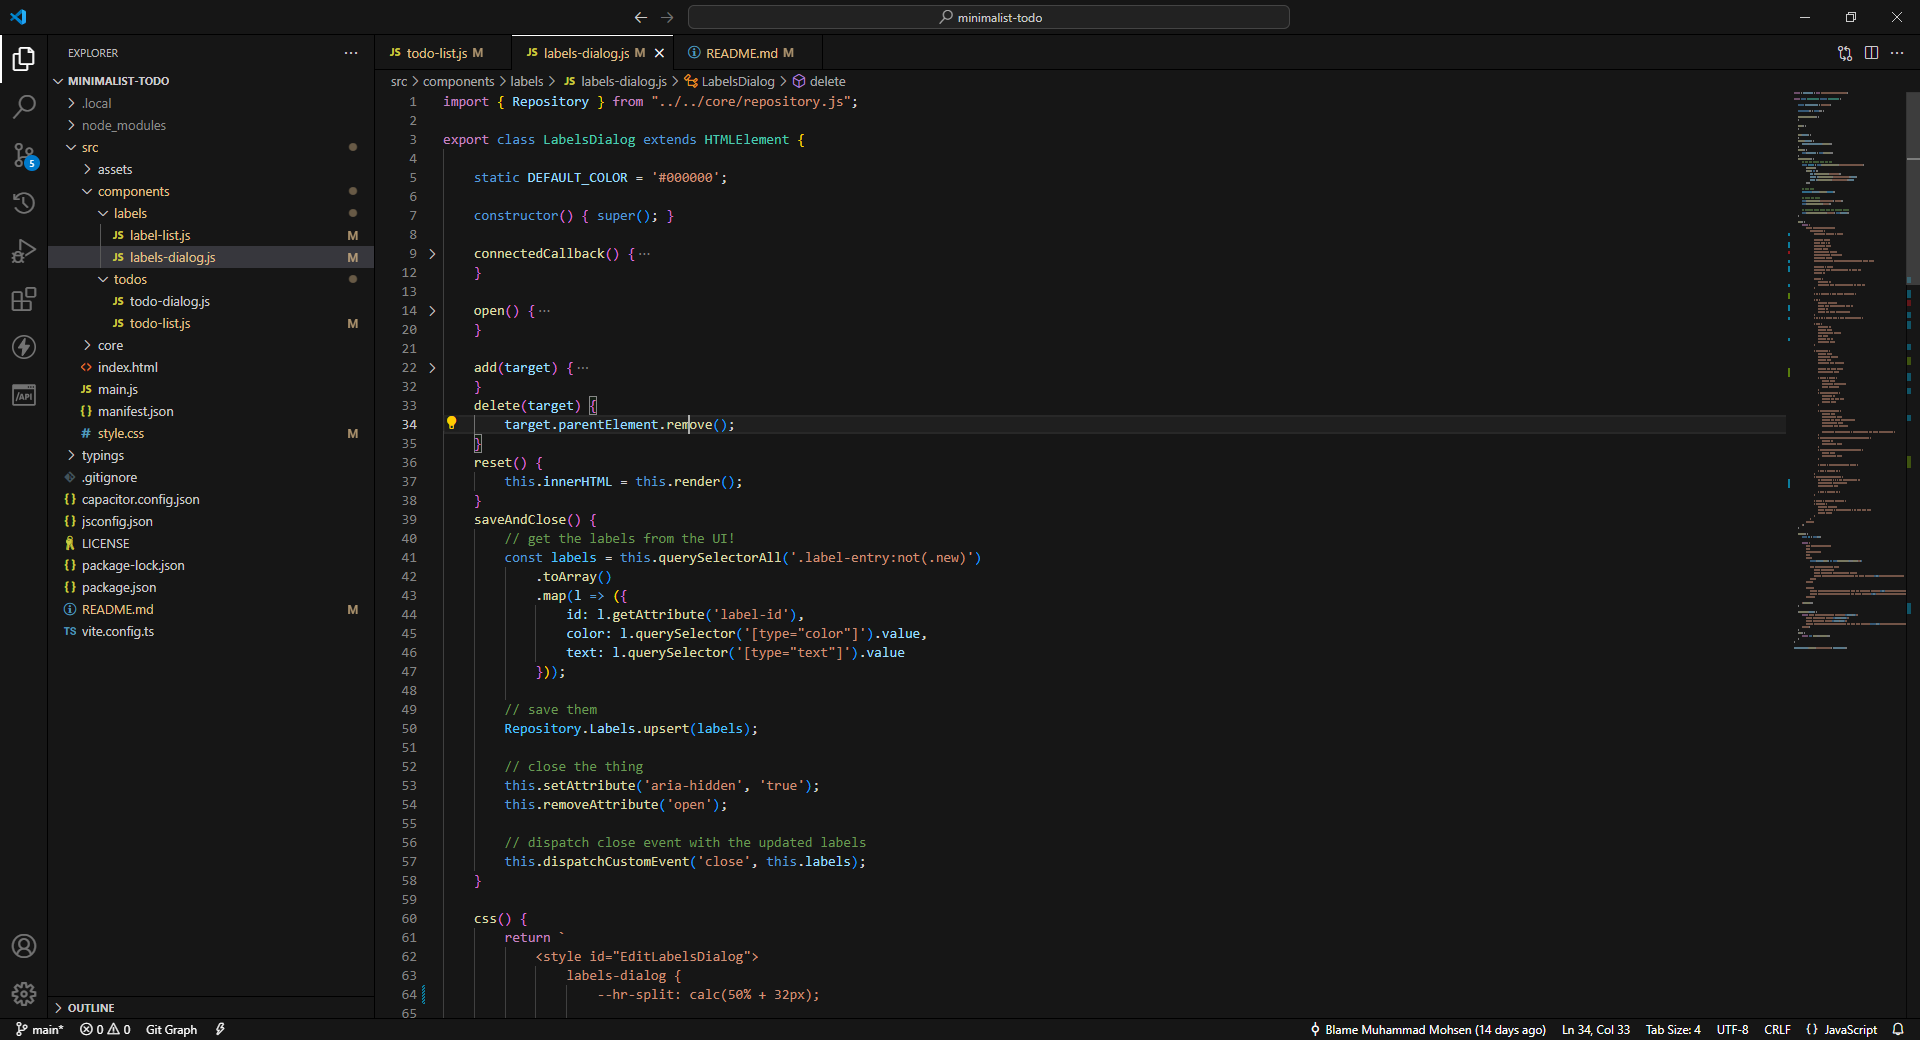 minimalist-todo
EXPLORER
MINIMALIST-TODO
.local
node_modules
src
assets
components
labels
JS label-list.js M
JS labels-dialog.js M
todos
JS todo-dialog.js
JS todo-list.js M
core
<> index.html
JS main.js
{} manifest.json
# style.css M
typings
.gitignore
{} capacitor.config.json
{} jsconfig.json
LICENSE
{} package-lock.json
{} package.json
README.md M
TS vite.config.ts
OUTLINE
5
/API
JS todo-list.js M
JS labels-dialog.js M
README.md M
src > components > labels > JS labels-dialog.js > LabelsDialog > delete
1 import { Repository } from "../../core/repository.js";
2
3 export class LabelsDialog extends HTMLElement {
4
5 static DEFAULT_COLOR = '#000000';
6
7 constructor() { super(); }
8
9 connectedCallback() { ···
12 }
13
14 open() { ···
20 }
21
22 add(target) { ···
32 }
33 delete(target) {
34 target.parentElement.remove();
35 }
36 reset() {
37 this.innerHTML = this.render();
38 }
39 saveAndClose() {
40 // get the labels from the UI!
41 const labels = this.querySelectorAll('.label-entry:not(.new)')
42 .toArray()
43 .map(l => ({
44 id: l.getAttribute('label-id'),
45 color: l.querySelector('[type="color"]').value,
46 text: l.querySelector('[type="text"]').value
47 }));
48
49 // save them
50 Repository.Labels.upsert(labels);
51
52 // close the thing
53 this.setAttribute('aria-hidden', 'true');
54 this.removeAttribute('open');
55
56 // dispatch close event with the updated labels
57 this.dispatchCustomEvent('close', this.labels);
58 }
59
60 css() {
61 return `
62 <style id="EditLabelsDialog">
63 labels-dialog {
64 --hr-split: calc(50% + 32px);
65
main* 0 0 Git Graph Blame Muhammad Mohsen (14 days ago) Ln 34, Col 33 Tab Size: 4 UTF-8 CRLF {} JavaScript